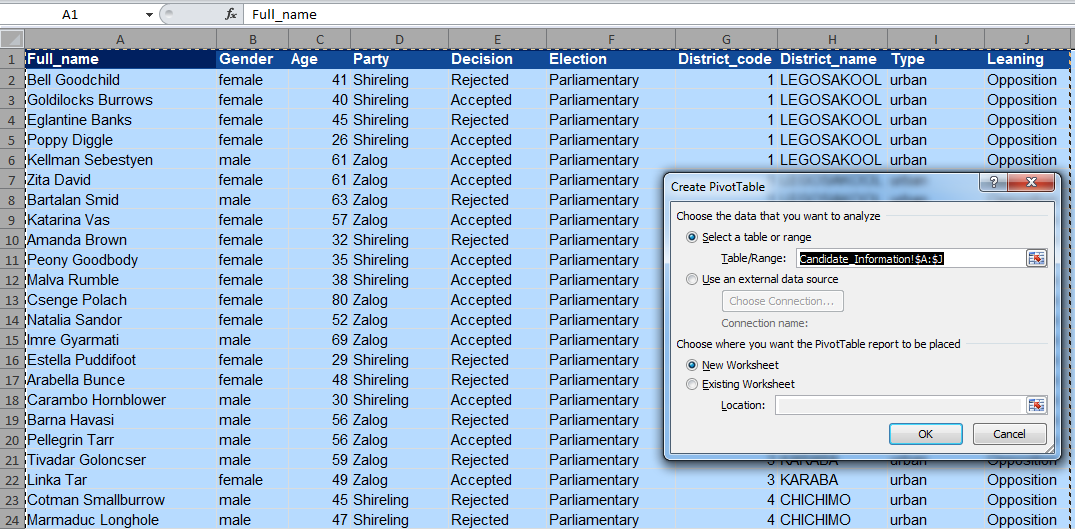 A1 fx Full_name
A B C D E F G H I J
1 Full_name Gender Age Party Decision Election District_code District_name Type Leaning
2 Bell Goodchild female 41 Shireling Rejected Parliamentary 1 LEGOSAKOOL urban Opposition
3 Goldilocks Burrows female 40 Shireling Accepted Parliamentary 1 LEGOSAKOOL urban Opposition
4 Eglantine Banks female 45 Shireling Rejected Parliamentary 1 LEGOSAKOOL urban Opposition
5 Poppy Diggle female 26 Shireling Accepted Parliamentary 1 LEGOSAKOOL urban Opposition
6 Kellman Sebestyen male 61 Zalog Accepted Parliamentary 1 LEGOSAKOOL urban Opposition
7 Zita David female 61 Zalog Accepted Parliamentary
8 Bartalan Smid male 63 Zalog Rejected Parliamentary
9 Katarina Vas female 57 Zalog Accepted Parliamentary
10 Amanda Brown female 32 Shireling Rejected Parliamentary
11 Peony Goodbody female 35 Shireling Accepted Parliamentary
12 Malva Rumble female 38 Shireling Accepted Parliamentary
13 Csenge Polach female 80 Zalog Accepted Parliamentary
14 Natalia Sandor female 52 Zalog Accepted Parliamentary
15 Imre Gyarmati male 69 Zalog Accepted Parliamentary
16 Estella Puddifoot female 29 Shireling Rejected Parliamentary
17 Arabella Bunce female 48 Shireling Rejected Parliamentary
18 Carambo Hornblower male 30 Shireling Accepted Parliamentary
19 Barna Havasi male 56 Zalog Rejected Parliamentary
20 Pellegrin Tarr male 56 Zalog Accepted Parliamentary
21 Tivadar Goloncser male 59 Zalog Rejected Parliamentary 3 KARABA urban Opposition
22 Linka Tar female 49 Zalog Accepted Parliamentary 3 KARABA urban Opposition
23 Cotman Smallburrow male 45 Shireling Rejected Parliamentary 4 CHICHIMO urban Opposition
24 Marmaduc Longhole male 47 Shireling Rejected Parliamentary 4 CHICHIMO urban Opposition
Create PivotTable
Choose the data that you want to analyze
Select a table or range
Table/Range: Candidate_Information!$A:$J
Use an external data source
Choose Connection...
Connection name:
Choose where you want the PivotTable report to be placed
New Worksheet
Existing Worksheet
Location:
OK Cancel